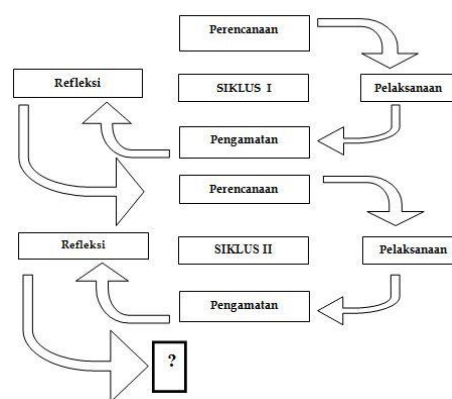 Perencanaan
Refleksi
SIKLUS I
Pelaksanaan
Pengamatan
Perencanaan
Refleksi
SIKLUS II
Pelaksanaan
Pengamatan
?